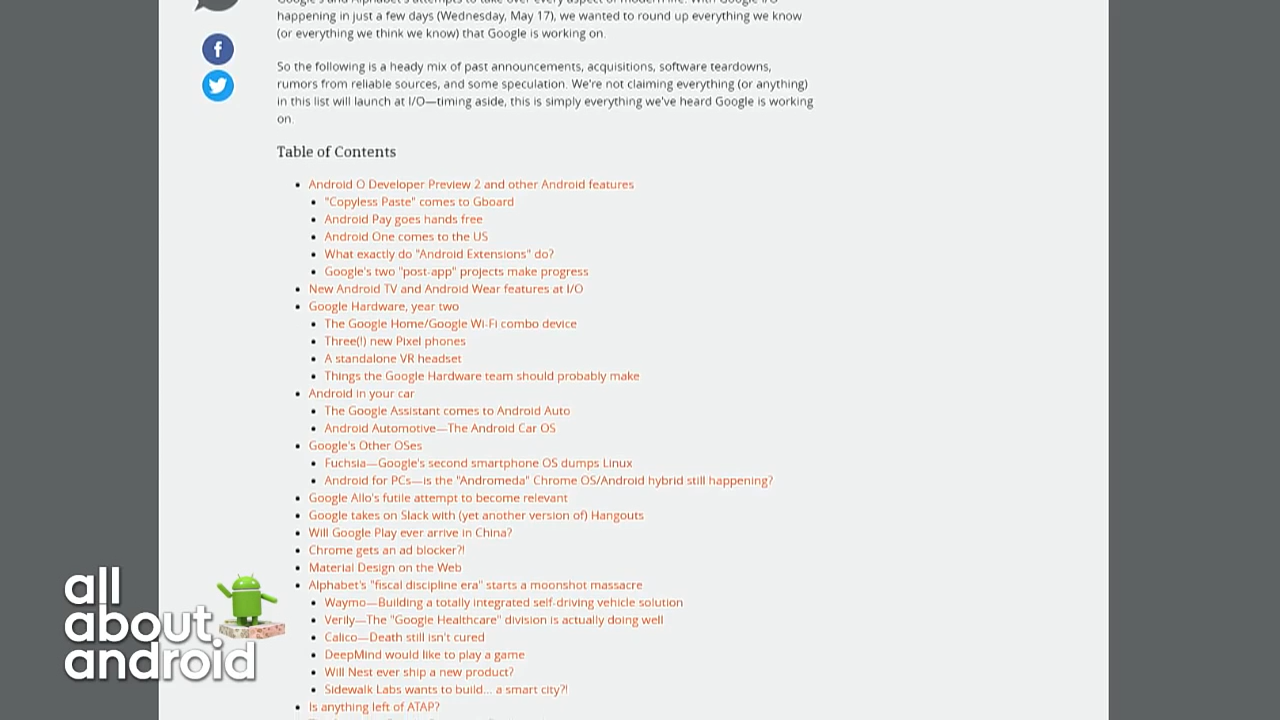 happening in just a few days (Wednesday, May 17), we wanted to round up everything we know
(or everything we think we know) that Google is working on.
So the following is a heady mix of past announcements, acquisitions, software teardowns,
rumors from reliable sources, and some speculation. We're not claiming everything (or anything)
in this list will launch at I/O—timing aside, this is simply everything we've heard Google is working
on.
Table of Contents
Android O Developer Preview 2 and other Android features
"Copyless Paste" comes to Gboard
Android Pay goes hands free
Android One comes to the US
What exactly do "Android Extensions" do?
Google's two "post-app" projects make progress
New Android TV and Android Wear features at I/O
Google Hardware, year two
The Google Home/Google Wi-Fi combo device
Three(!) new Pixel phones
A standalone VR headset
Things the Google Hardware team should probably make
Android in your car
The Google Assistant comes to Android Auto
Android Automotive—The Android Car OS
Google's Other OSes
Fuchsia—Google's second smartphone OS dumps Linux
Android for PCs—is the "Andromeda" Chrome OS/Android hybrid still happening?
Google Allo's futile attempt to become relevant
Google takes on Slack with (yet another version of) Hangouts
Will Google Play ever arrive in China?
Chrome gets an ad blocker?!
Material Design on the Web
Alphabet's "fiscal discipline era" starts a moonshot massacre
Waymo—Building a totally integrated self-driving vehicle solution
Verily—The "Google Healthcare" division is actually doing well
Calico—Death still isn't cured
DeepMind would like to play a game
Will Nest ever ship a new product?
Sidewalk Labs wants to build... a smart city?!
Is anything left of ATAP?
all
about
android